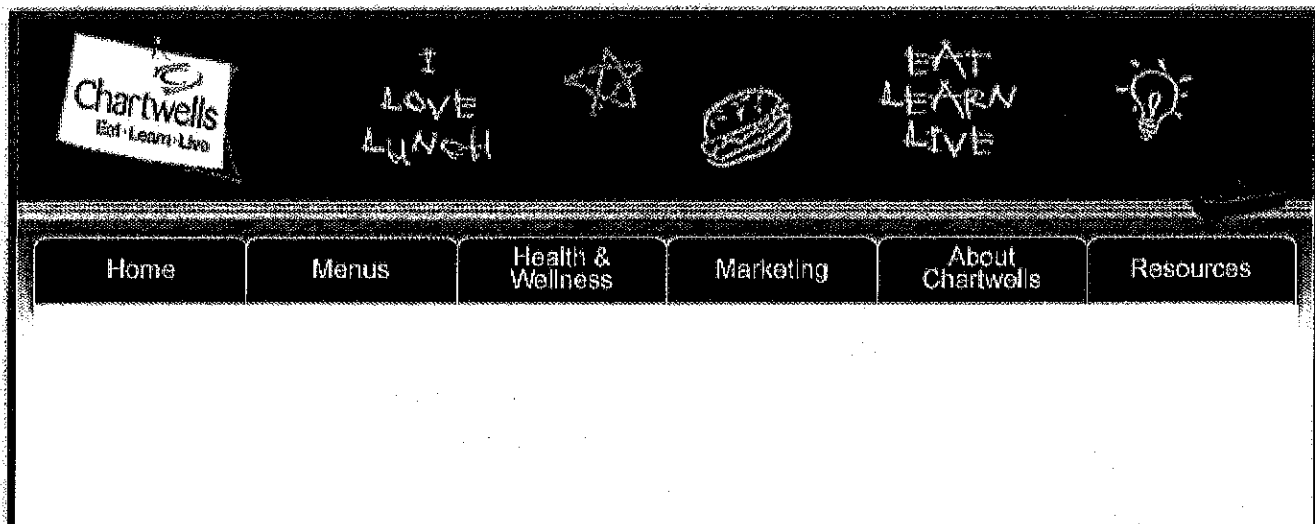 Chartwells
Eat·Learn·Live
I
LOVE
LUNCH
EAT
LEARN
LIVE
Home
Menus
Health &
Wellness
Marketing
About
Chartwells
Resources